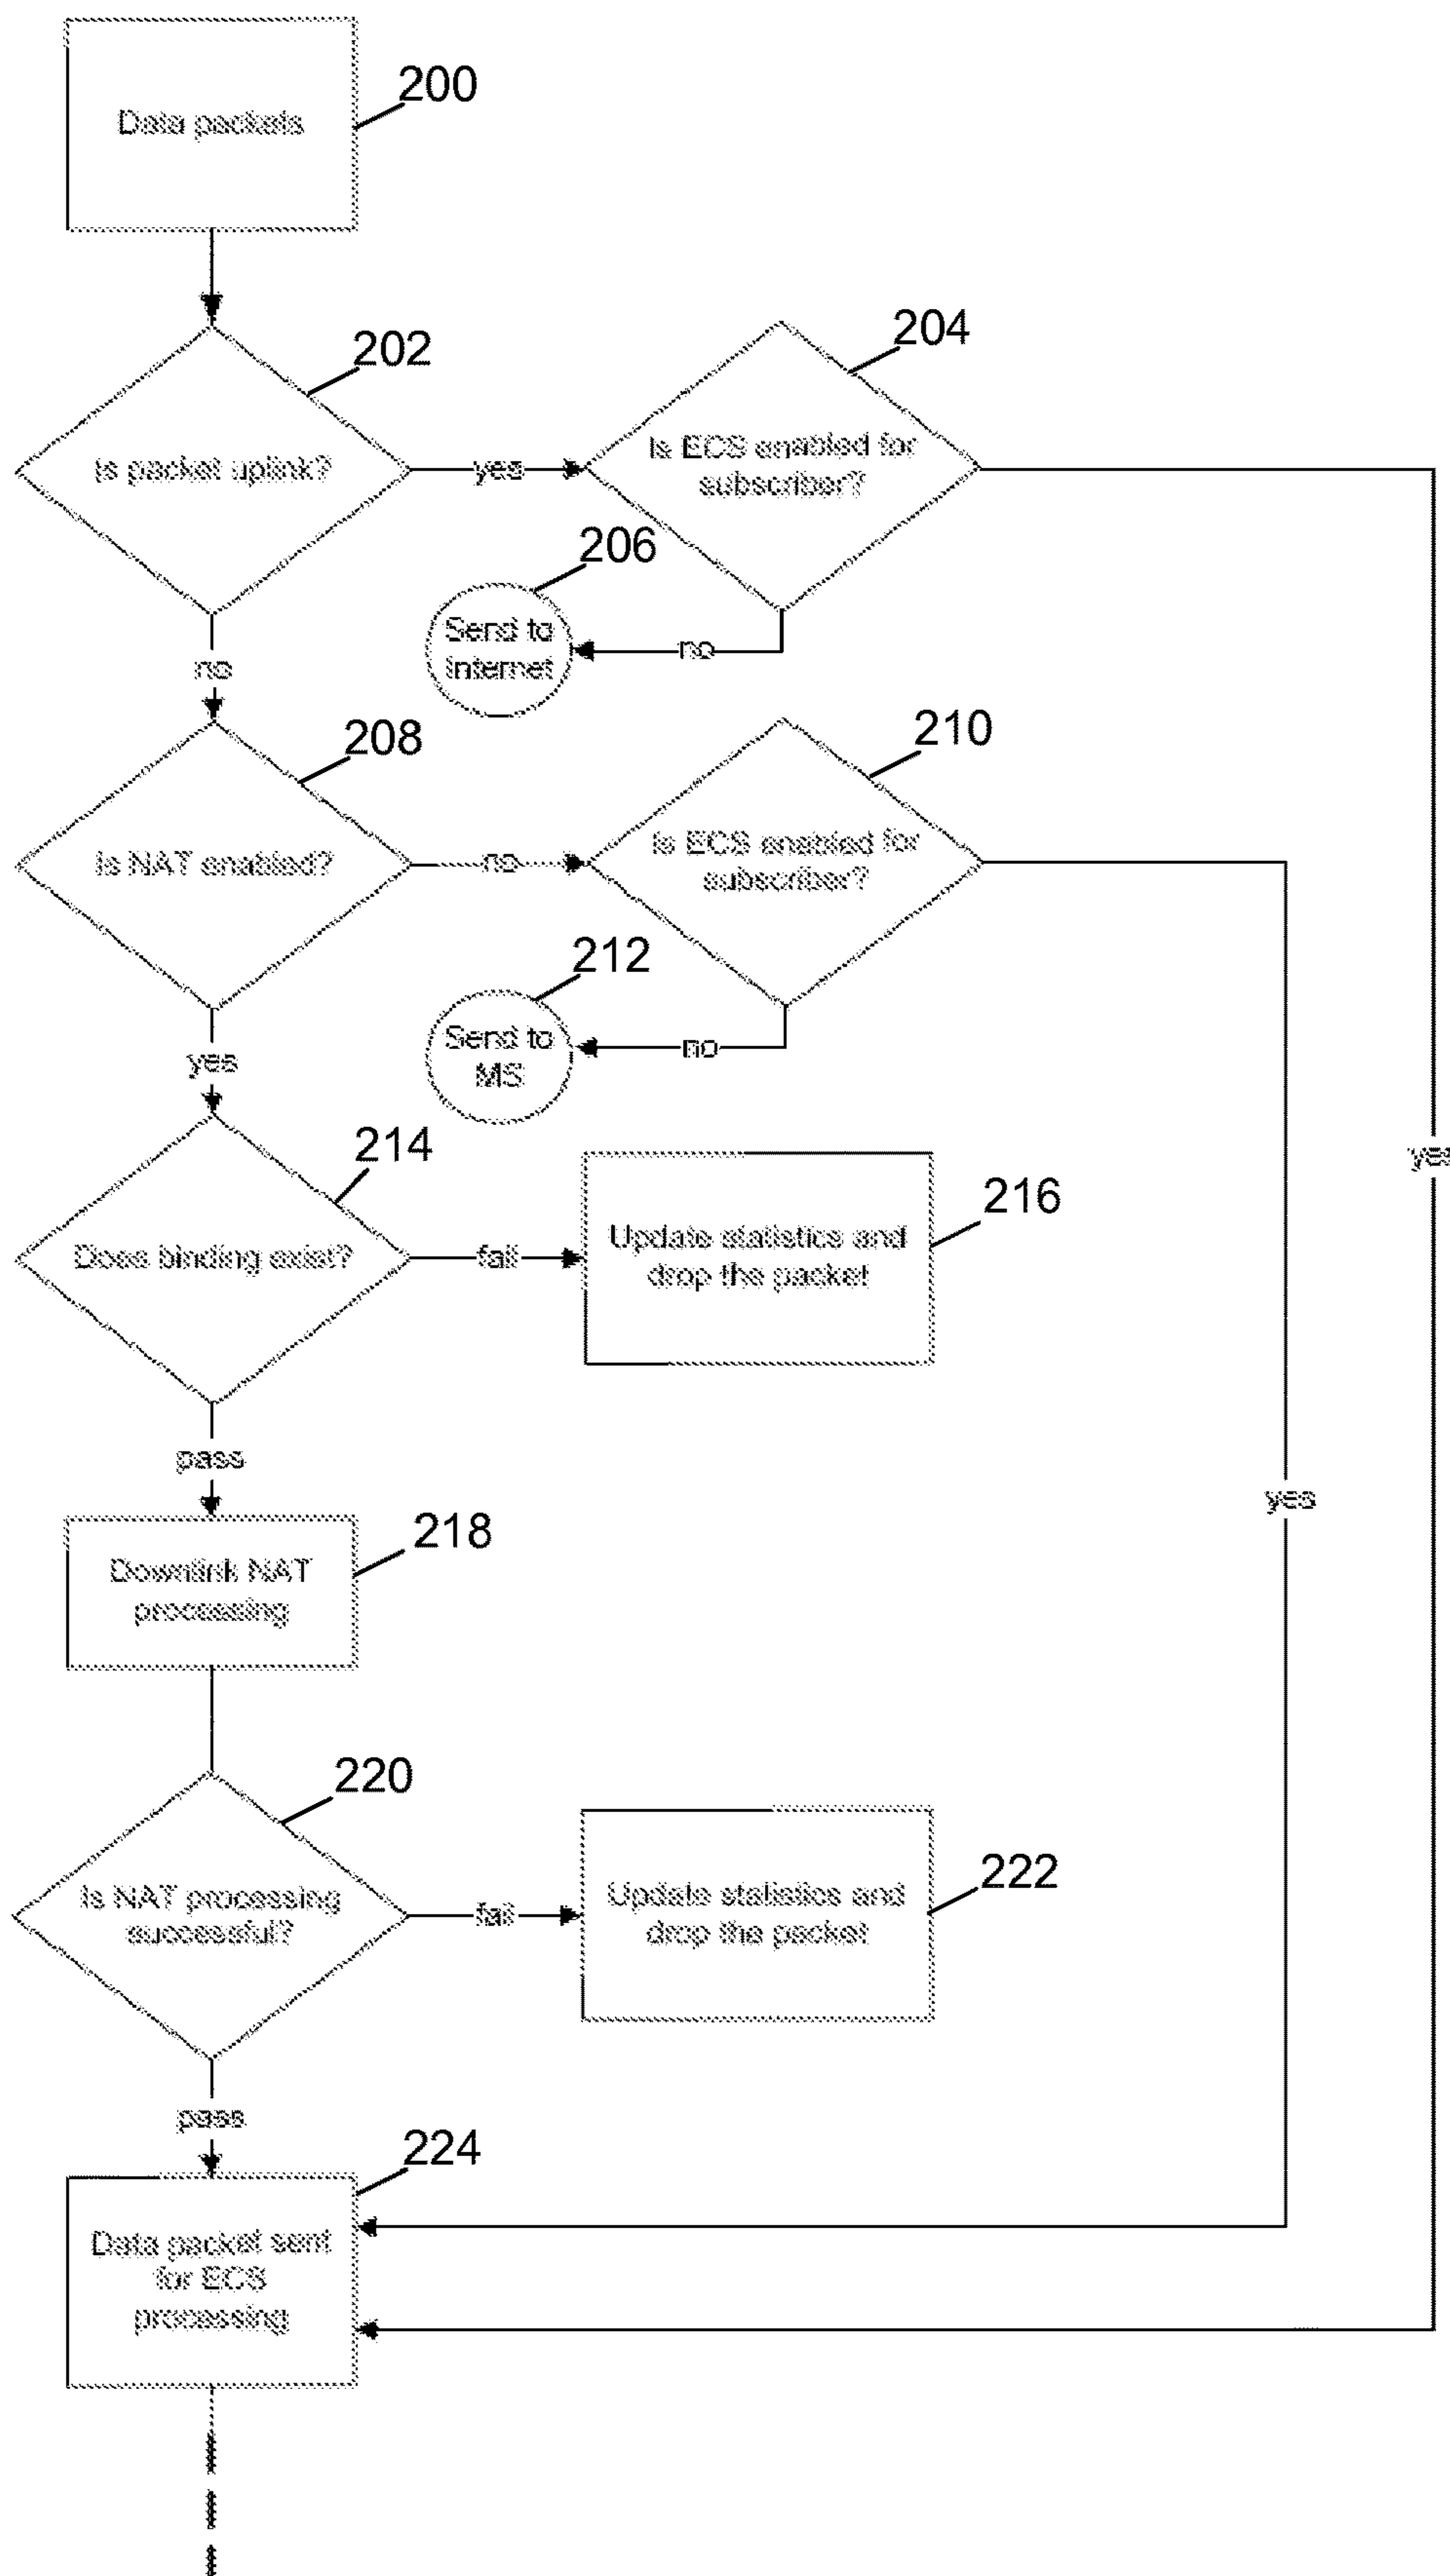 200
Data packets
202
Is packet uplink?
yes
204
Is ECS enabled for
subscriber?
206
Send to
Internet
no
no
208
Is NAT enabled?
no
210
Is ECS enabled for
subscriber?
212
Send to
MS
no
yes
214
Does binding exist?
fail
216
Update statistics and
drop the packet
yes
pass
yes
218
Downlink NAT
processing
220
Is NAT processing
successful?
fail
222
Update statistics and
drop the packet
pass
224
Data packet sent
for ECS
processing